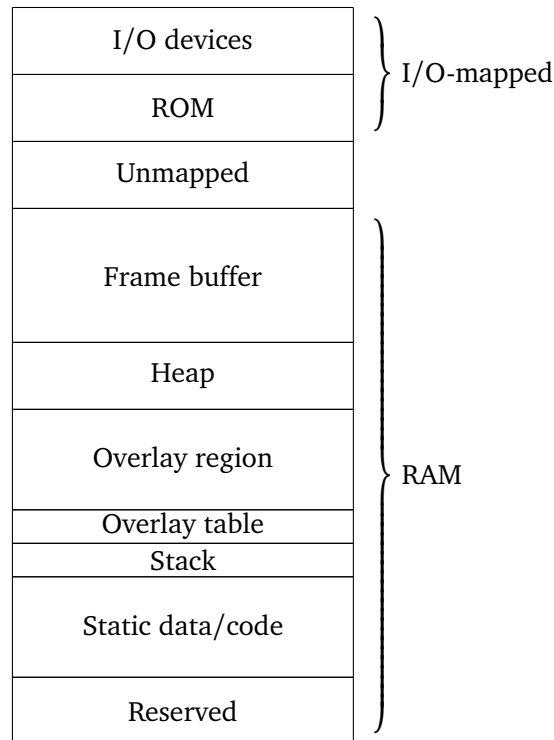 I/O devices
I/O-mapped
ROM
Unmapped
Frame buffer
Heap
Overlay region
RAM
Overlay table
Stack
Static data/code
Reserved